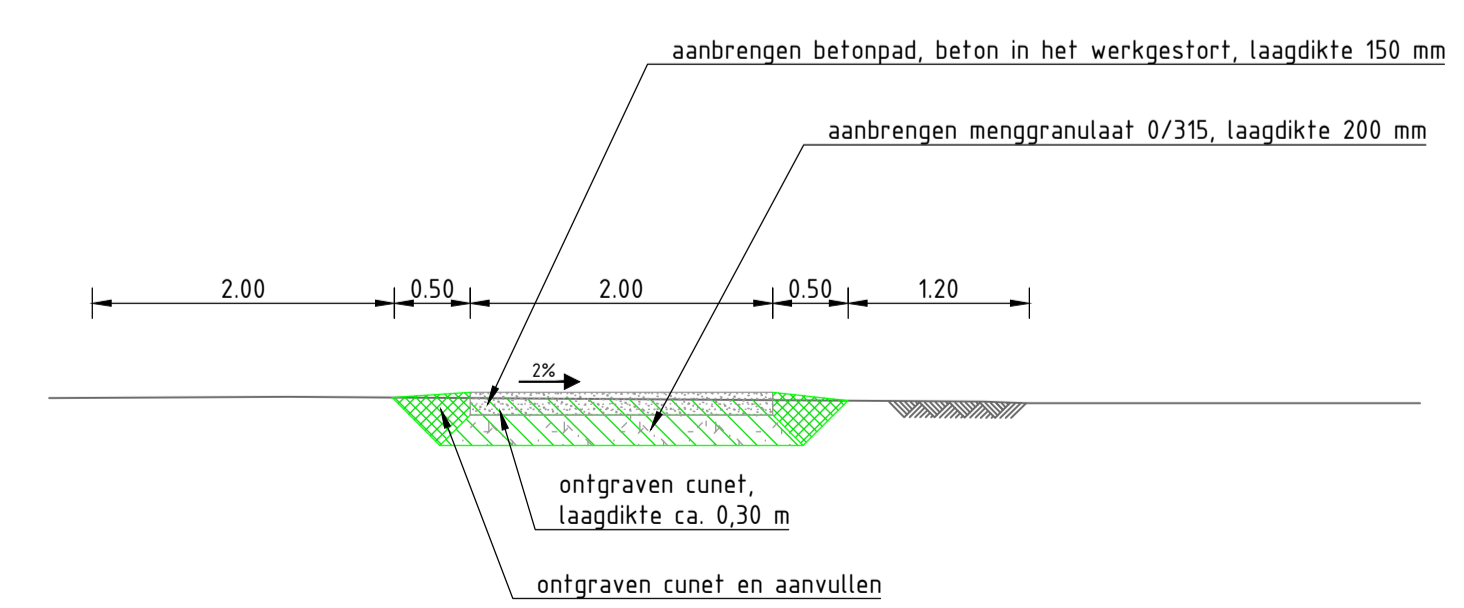 aanbrengen betonpad, beton in het werkgestort, laagdikte 150 mm
aanbrengen menggranulaat 0/315, laagdikte 200 mm
2.00 0.50 2.00 0.50 1.20
2%
ontgraven cunet,
laagdikte ca. 0,30 m
ontgraven cunet en aanvullen